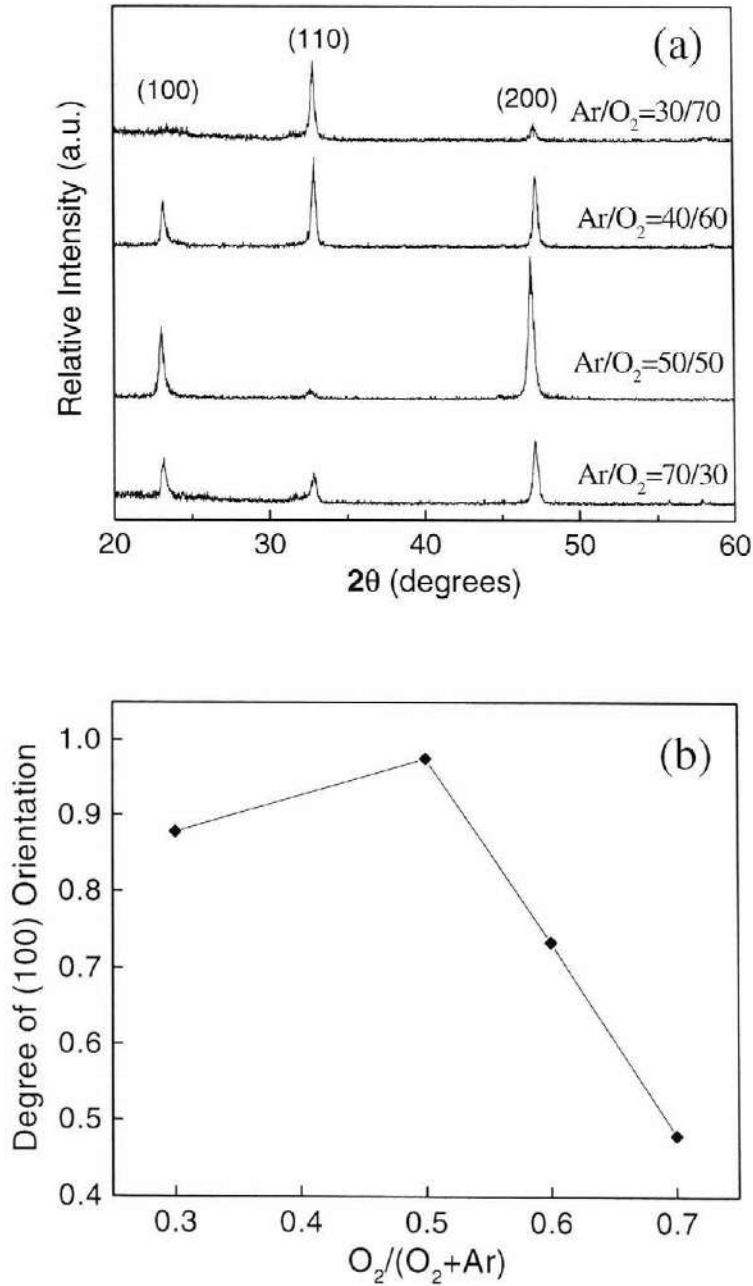 (a)
(110)
(100)
(200)
Ar/O₂=30/70
Ar/O₂=40/60
Ar/O₂=50/50
Ar/O₂=70/30
Relative Intensity (a.u.)
20 30 40 50 60
2θ (degrees)
(b)
Degree of (100) Orientation
1.0
0.9
0.8
0.7
0.6
0.5
0.4
0.3 0.4 0.5 0.6 0.7
O₂/(O₂+Ar)